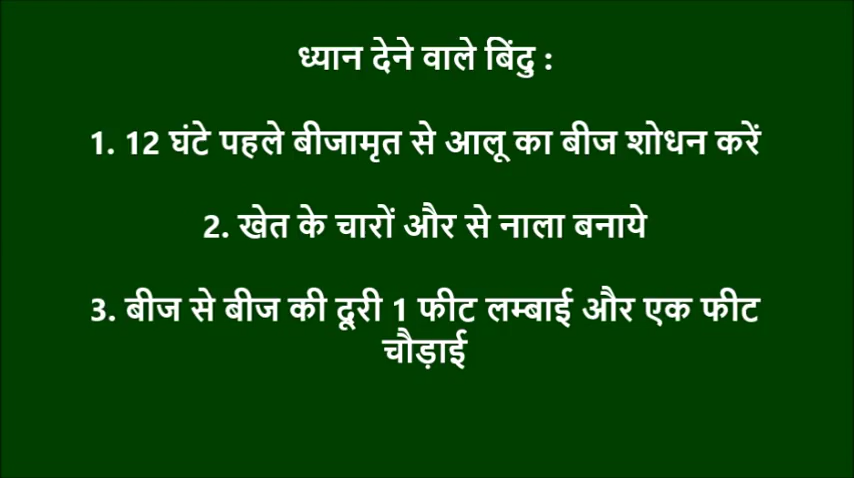 ध्यान देने वाले बिंदु :
1. 12 घंटे पहले बीजामृत से आलू का बीज शोधन करें
2. खेत के चारों और से नाला बनाये
3. बीज से बीज की दूरी 1 फीट लम्बाई और एक फीट
चौड़ाई